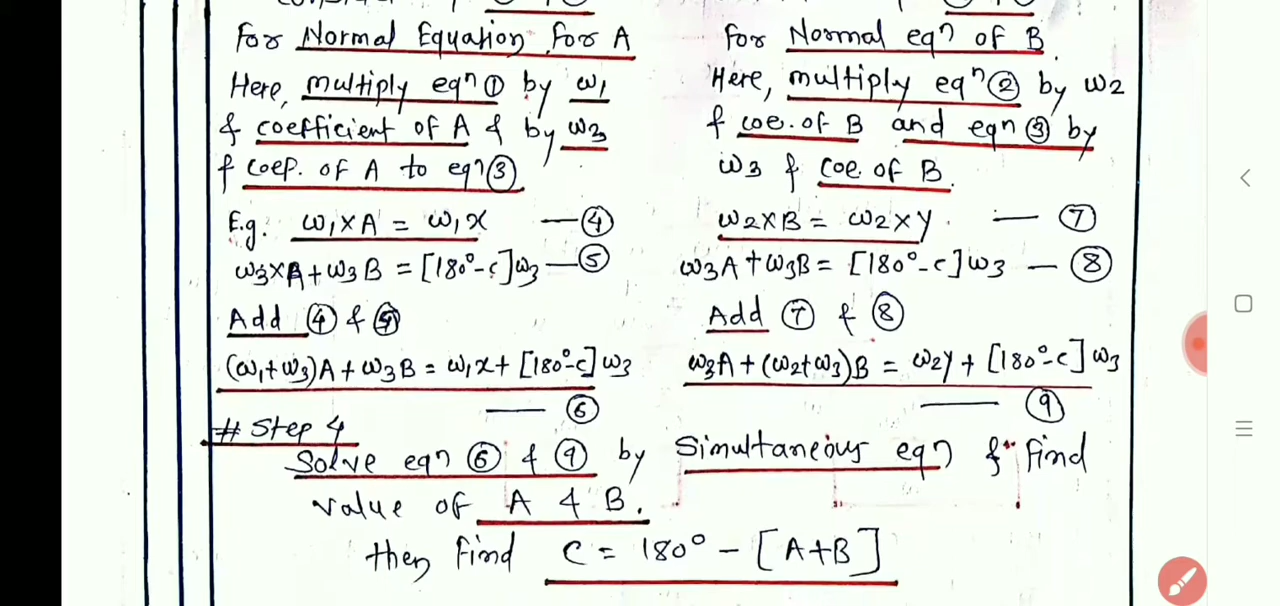 For Normal Equation For A
Here, multiply eqn ① by ω1
& coefficient of A & by ω3
& coef. of A to eqn ③
E.g. ω1×A = ω1x — ④
ω3×A+ω3B = [180°-c]ω3 — ⑤
Add ④ & ⑤
(ω1+ω3)A+ω3B = ω1x+[180°-c]ω3
— ⑥
For Normal eqn of B.
Here, multiply eqn ② by ω2
& coe. of B and eqn ③ by
ω3 & coe. of B.
ω2×B = ω2×y — ⑦
ω3A+ω3B = [180°-c]ω3 — ⑧
Add ⑦ & ⑧
ω3A+(ω2+ω3)B = ω2y+[180°-c]ω3
— ⑨
# Step 4
Solve eqn ⑥ & ⑨ by Simultaneous eqn & find
value of A & B.
then find C = 180° - [A+B]